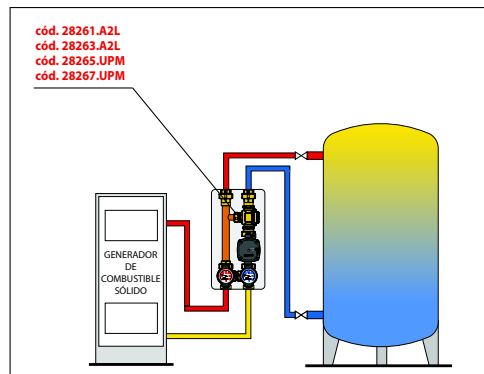 cód. 28261.A2L
cód. 28263.A2L
cód. 28265.UPM
cód. 28267.UPM
GENERADOR
DE
COMBUSTIBLE
SÓLIDO